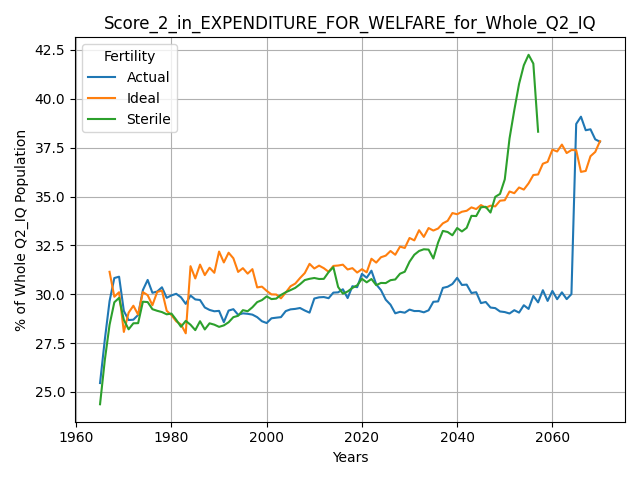 Score_2_in_EXPENDITURE_FOR_WELFARE_for_Whole_Q2_IQ
Fertility
Actual
Ideal
Sterile
% of Whole Q2_IQ Population
42.5
40.0
37.5
35.0
32.5
30.0
27.5
25.0
1960 1980 2000 2020 2040 2060
Years